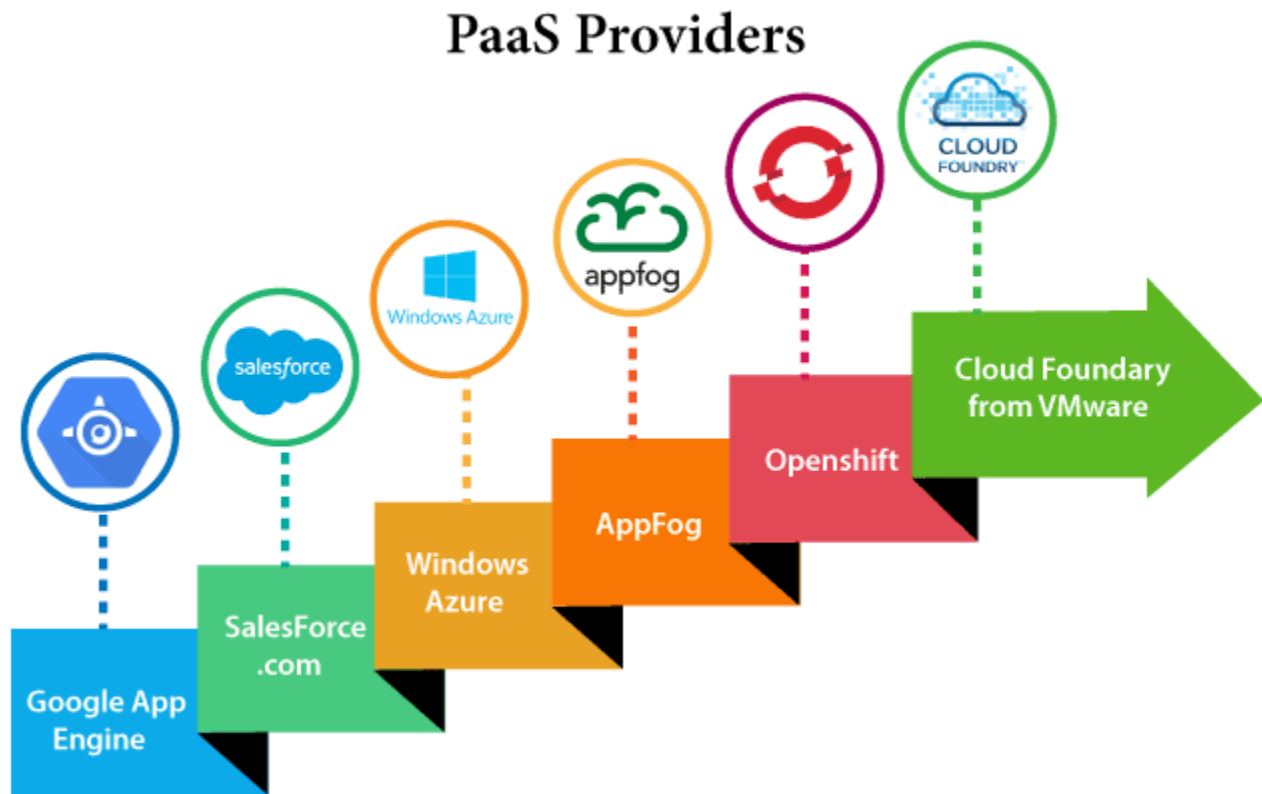 PaaS Providers
CLOUD
FOUNDRY™
appfog
Windows Azure
salesforce
Cloud Foundary
from VMware
Openshift
AppFog
Windows
Azure
SalesForce
.com
Google App
Engine